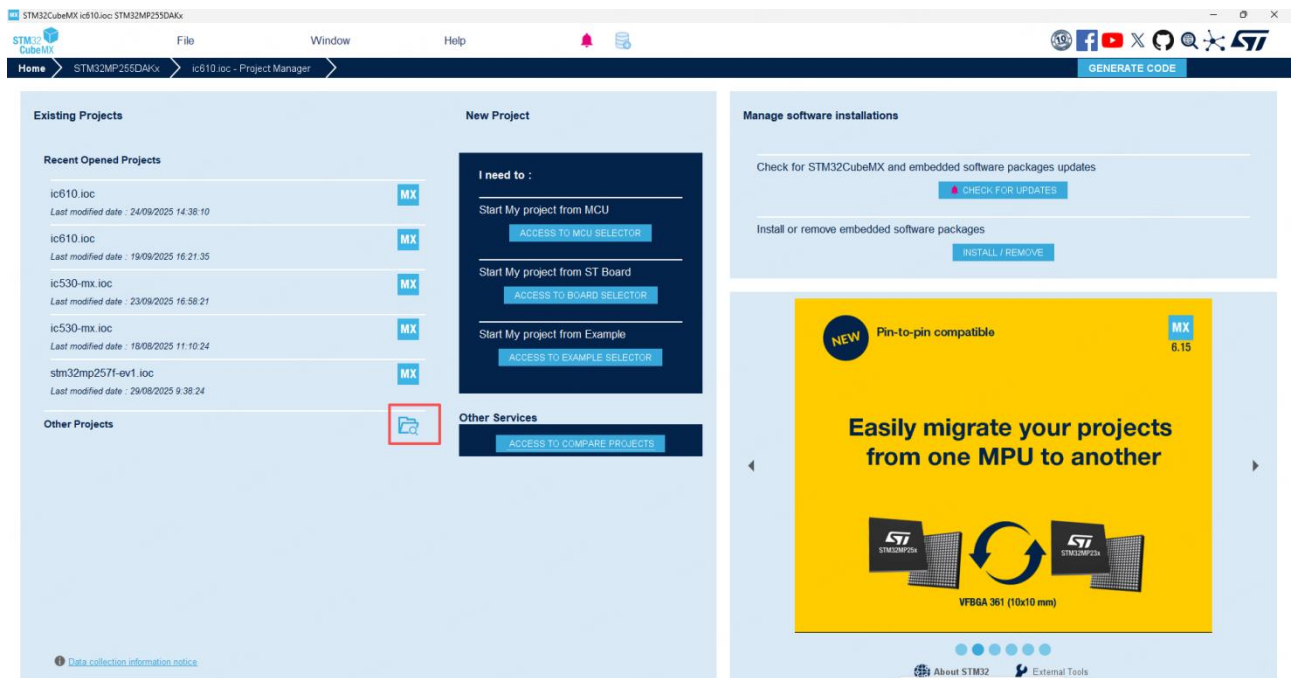 MX STM32CubeMX ic610.ioc: STM32MP255DAKx
STM32
CubeMX
File
Window
Help
19
Home
STM32MP255DAKx
ic610.ioc - Project Manager
GENERATE CODE
Existing Projects
Recent Opened Projects
ic610.ioc
MX
Last modified date : 24/09/2025 14:38:10
ic610.ioc
MX
Last modified date : 19/09/2025 16:21:35
ic530-mx.ioc
MX
Last modified date : 23/09/2025 16:58:21
ic530-mx.ioc
MX
Last modified date : 18/08/2025 11:10:24
stm32mp257f-ev1.ioc
MX
Last modified date : 29/08/2025 9:38:24
Other Projects
Data collection information notice
New Project
I need to :
Start My project from MCU
ACCESS TO MCU SELECTOR
Start My project from ST Board
ACCESS TO BOARD SELECTOR
Start My project from Example
ACCESS TO EXAMPLE SELECTOR
Other Services
ACCESS TO COMPARE PROJECTS
Manage software installations
Check for STM32CubeMX and embedded software packages updates
CHECK FOR UPDATES
Install or remove embedded software packages
INSTALL / REMOVE
NEW
Pin-to-pin compatible
MX
6.15
Easily migrate your projects
from one MPU to another
STM32MP25x
STM32MP23x
VFBGA 361 (10x10 mm)
About STM32
External Tools